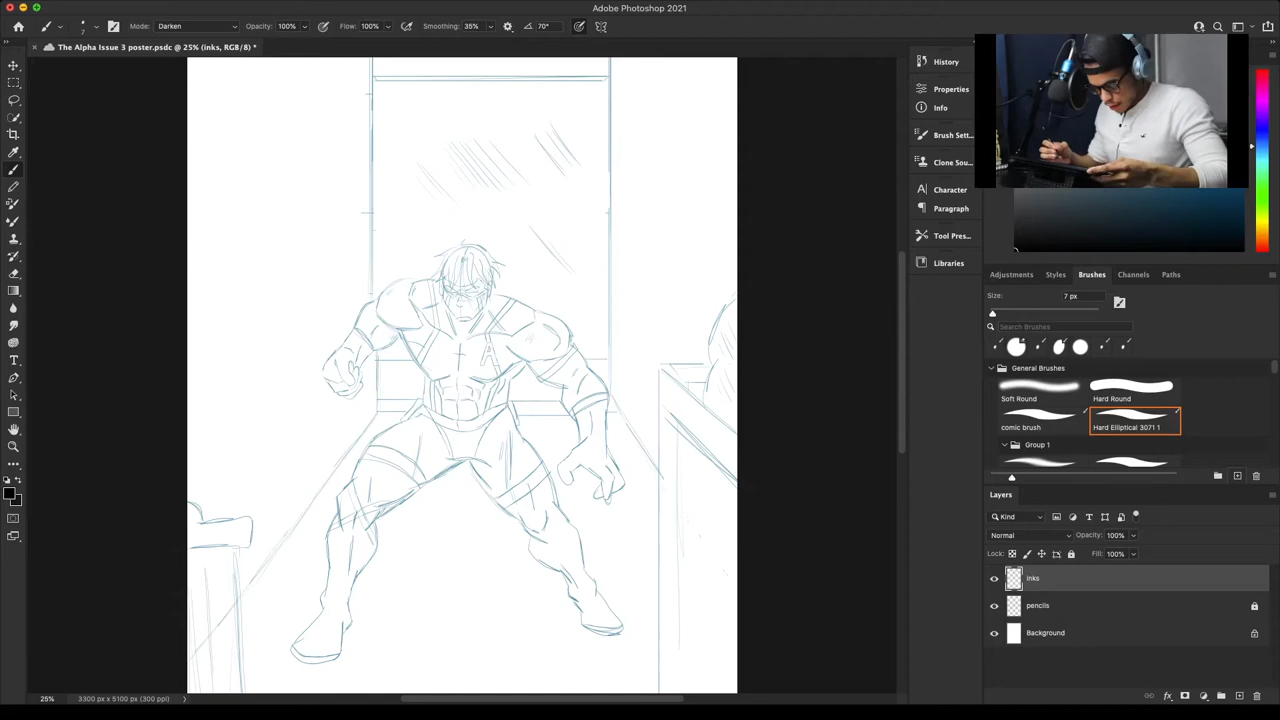 Adobe Photoshop 2021
7
Mode: Darken
Opacity: 100%
Flow: 100%
Smoothing: 35%
70°
The Alpha Issue 3 poster.psdc @ 25% (inks, RGB/8) *
History
Properties
Info
Brush Sett...
Clone Sou...
Character
Paragraph
Tool Pres...
Libraries
A
Adjustments Styles Brushes Channels Paths
Size: 7 px
Search Brushes
General Brushes
Soft Round Hard Round
comic brush Hard Elliptical 3071 1
Group 1
Layers
Kind
Normal Opacity: 100%
Lock: Fill: 100%
inks
pencils
Background
25% 3300 px x 5100 px (300 ppi)